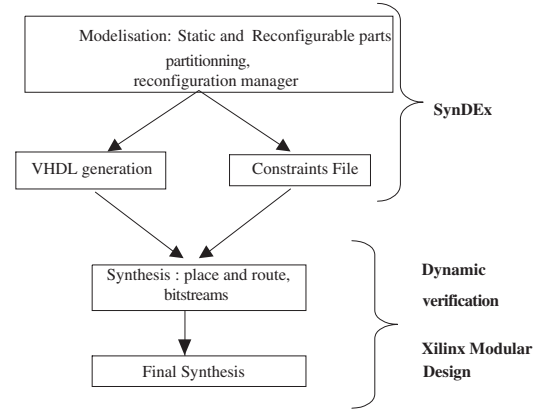 Modelisation: Static and Reconfigurable parts
partitionning,
reconfiguration manager
SynDEx
VHDL generation
Constraints File
Synthesis : place and route,
bitstreams
Dynamic
verification
Xilinx Modular
Design
Final Synthesis